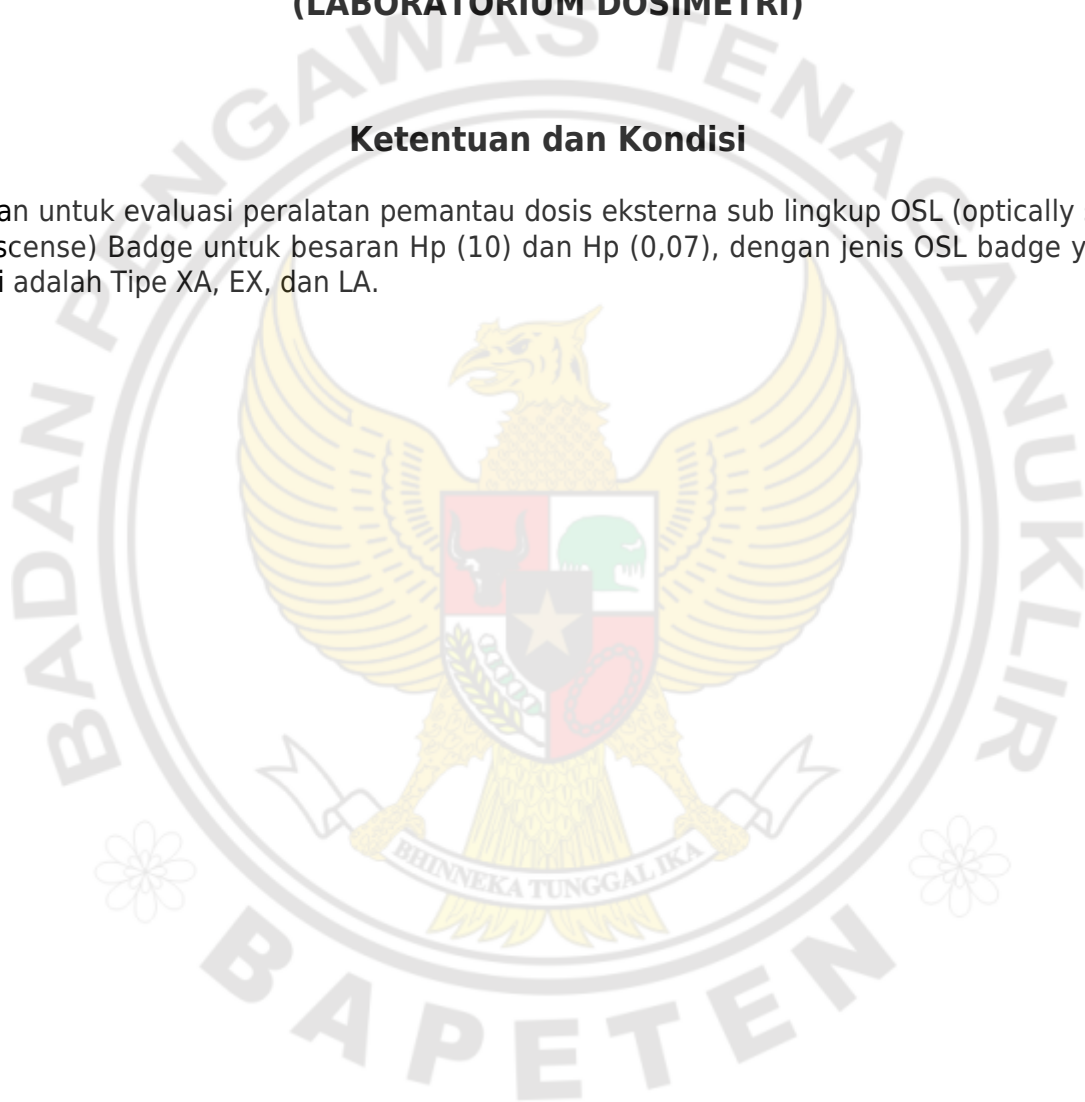 (LABORATORIUM DOSIMETRI)
Ketentuan dan Kondisi
an untuk evaluasi peralatan pemantau dosis eksterna sub lingkup OSL (optically
scense) Badge untuk besaran Hp (10) dan Hp (0,07), dengan jenis OSL badge y
i adalah Tipe XA, EX, dan LA.
BADAN PENGAWAS TENAGA NUKLIR
BHINNEKA TUNGGAL IKA
BAPETEN